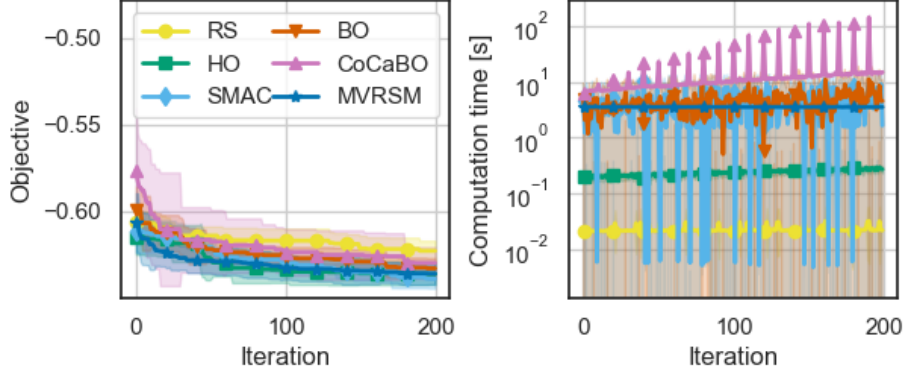 −0.50
−0.55
−0.60
Objective
0 100 200
Iteration
RS BO
HO CoCaBO
SMAC MVRSM
10^2
10^1
10^0
10^−1
10^−2
Computation time [s]
0 100 200
Iteration